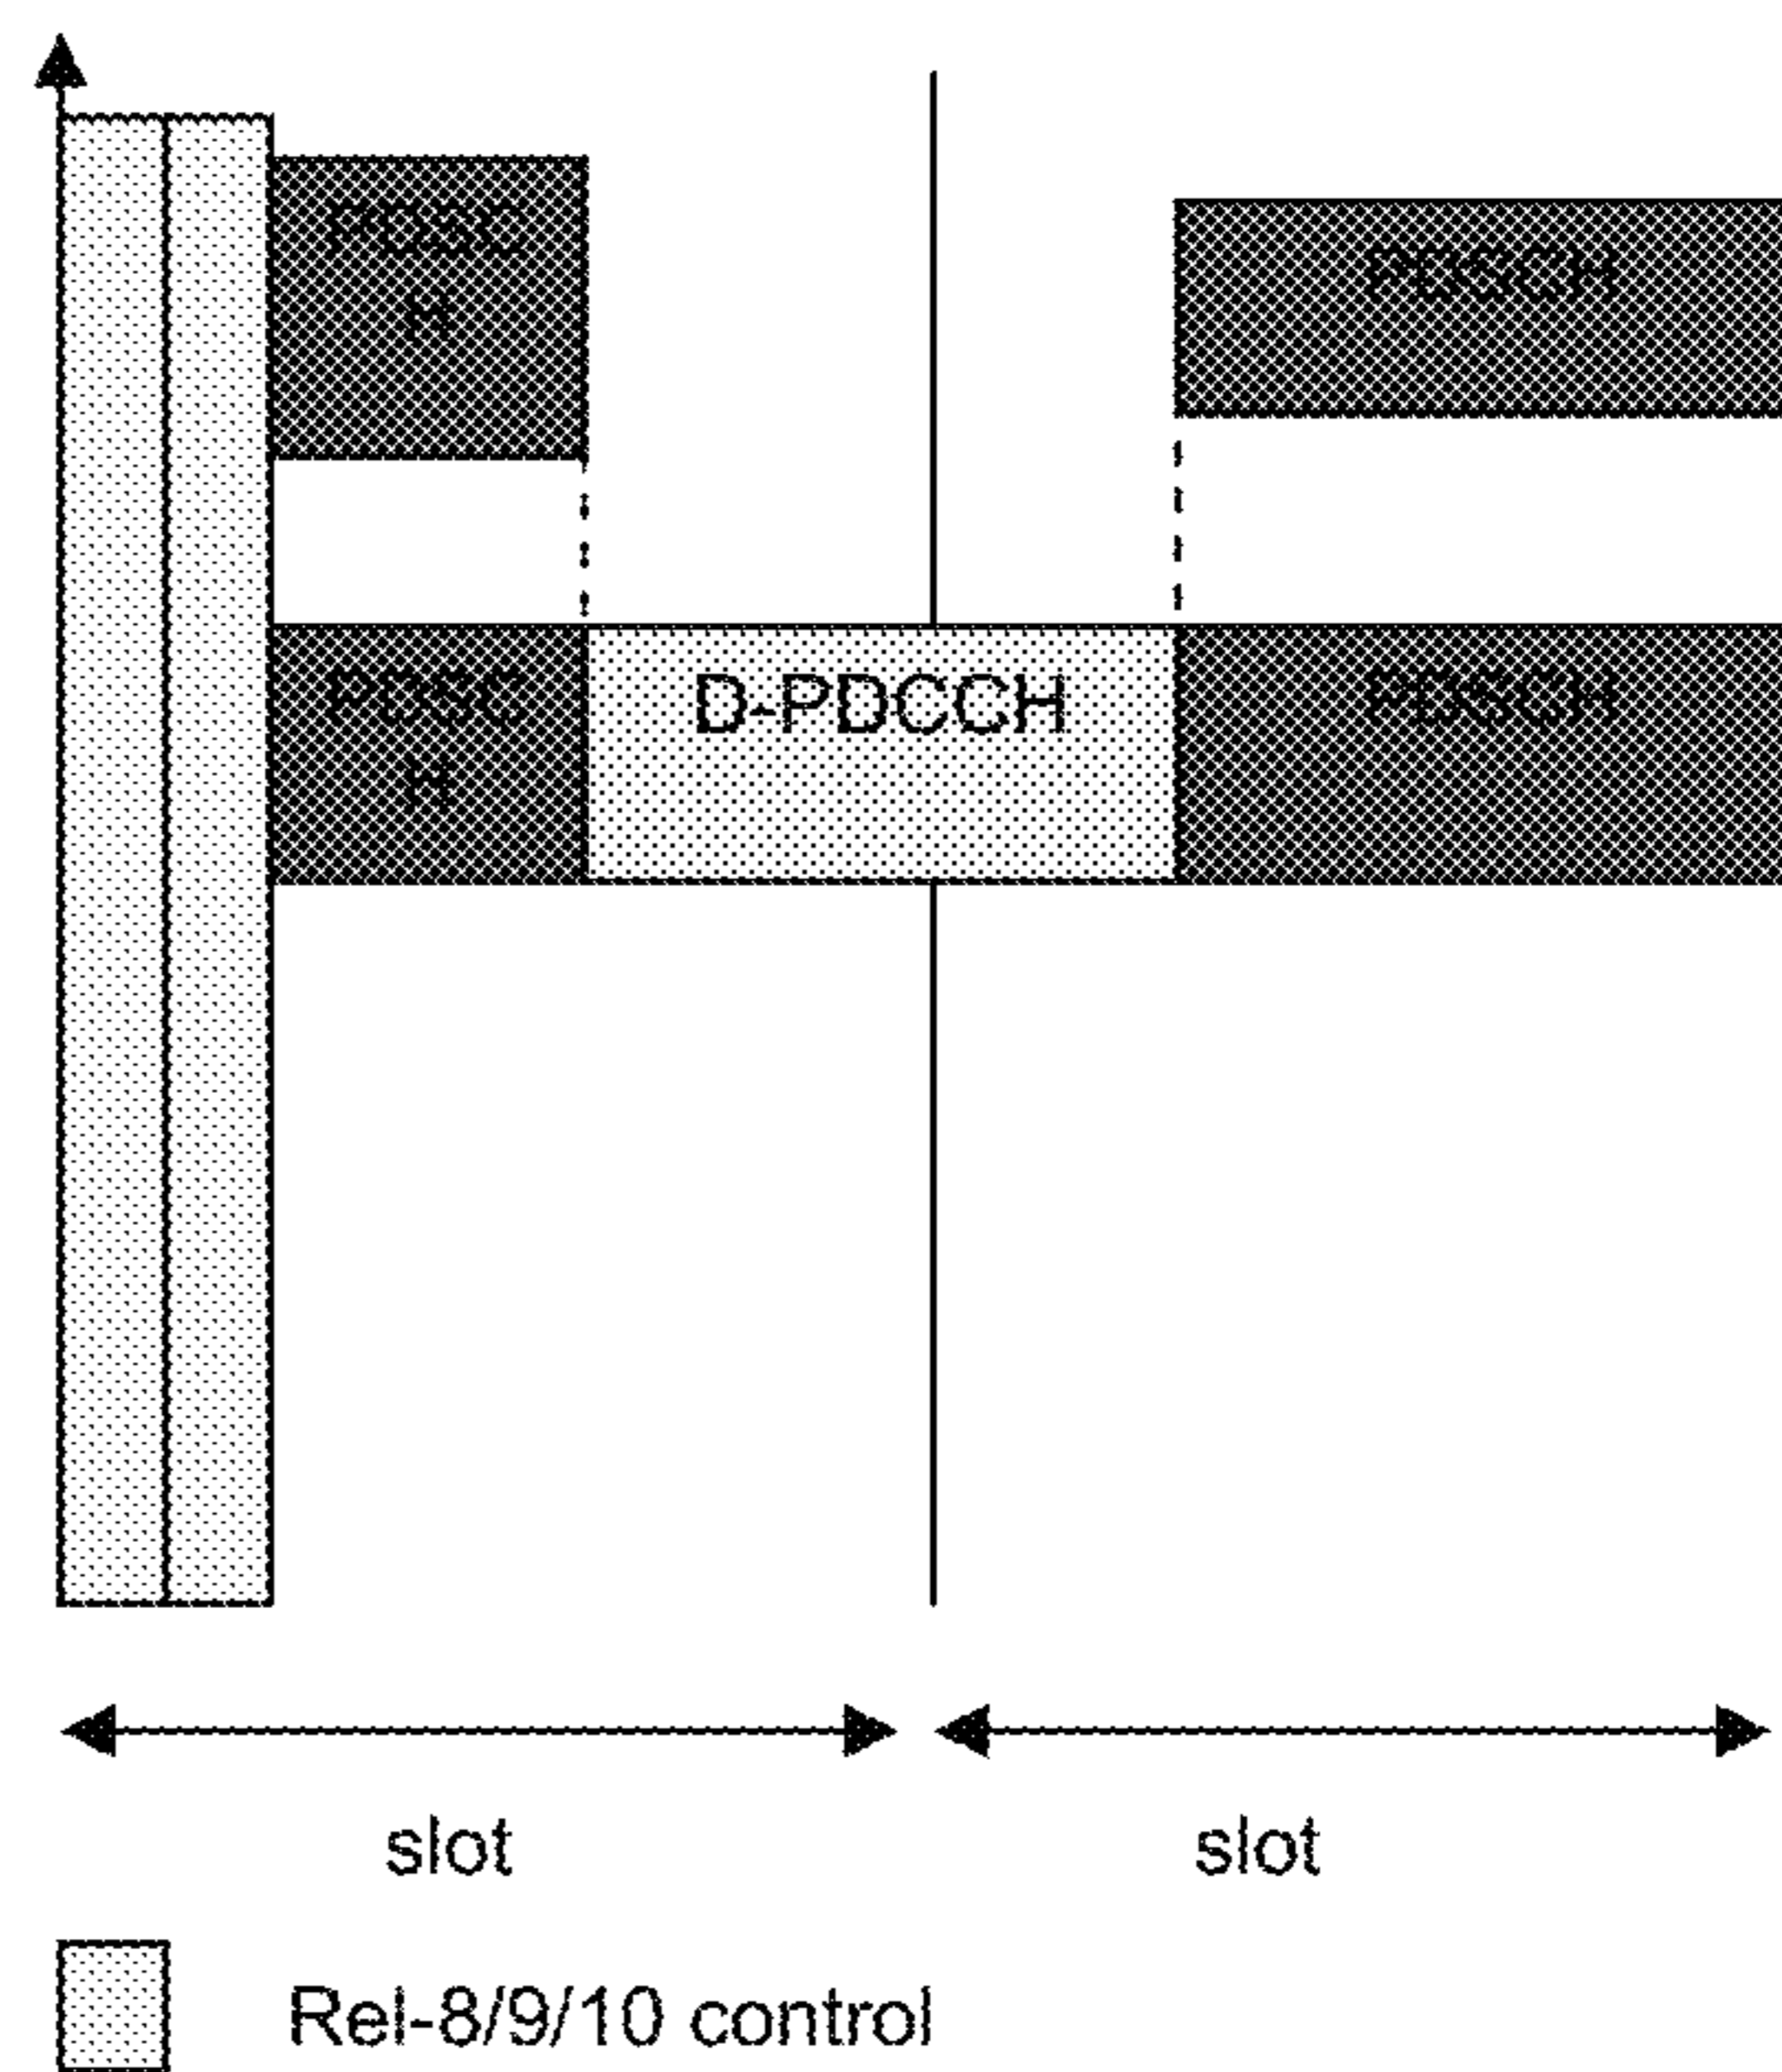 PDSC
H
PDSCH
PDSC
H
D-PDCCH
PDSCH
slot
slot
Rel-8/9/10 control